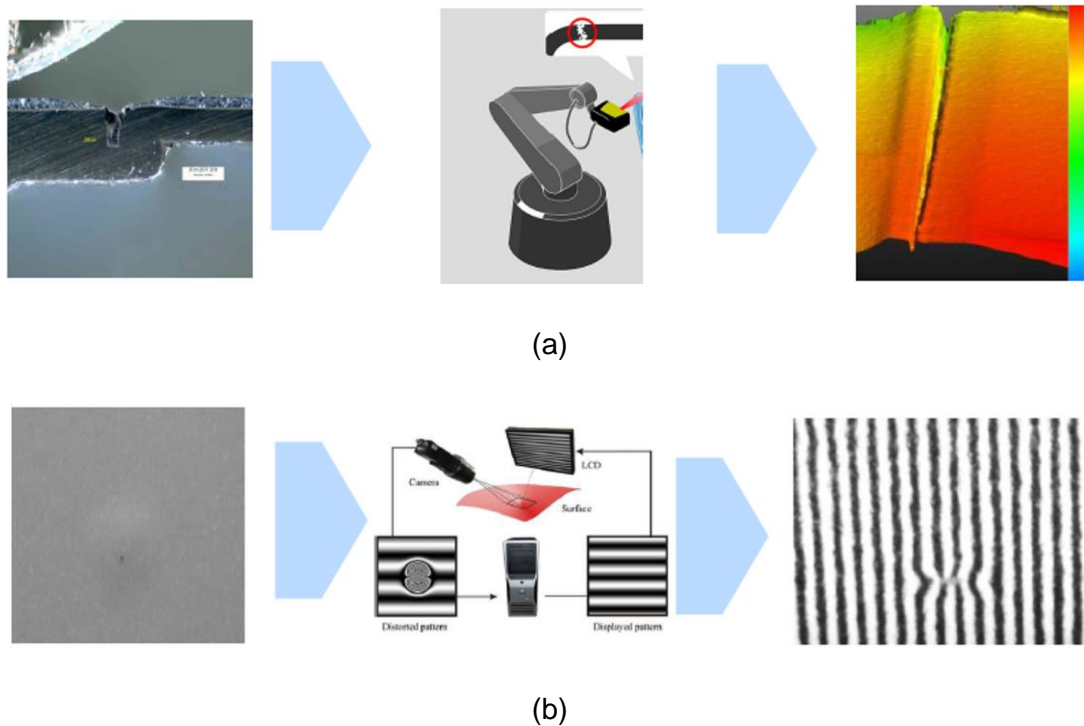 (a)
Camera
LCD
Surface
Distorted pattern
Displayed pattern
(b)